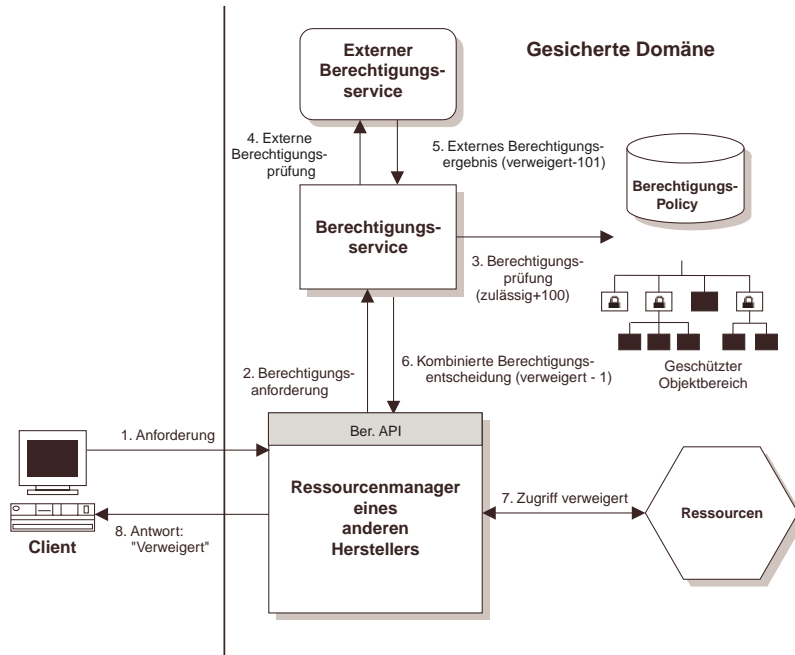 Externer
Berechtigungs-
service
Gesicherte Domäne
4. Externe
Berechtigungs-
prüfung
5. Externes Berechtigungs-
ergebnis (verweigert-101)
Berechtigungs-
Policy
Berechtigungs-
service
3. Berechtigungs-
prüfung
(zulässig+100)
2. Berechtigungs-
anforderung
6. Kombinierte Berechtigungs-
entscheidung (verweigert - 1)
Geschützter
Objektbereich
1. Anforderung
Ber. API
Ressourcenmanager
eines
anderen
Herstellers
7. Zugriff verweigert
Ressourcen
8. Antwort:
"Verweigert"
Client